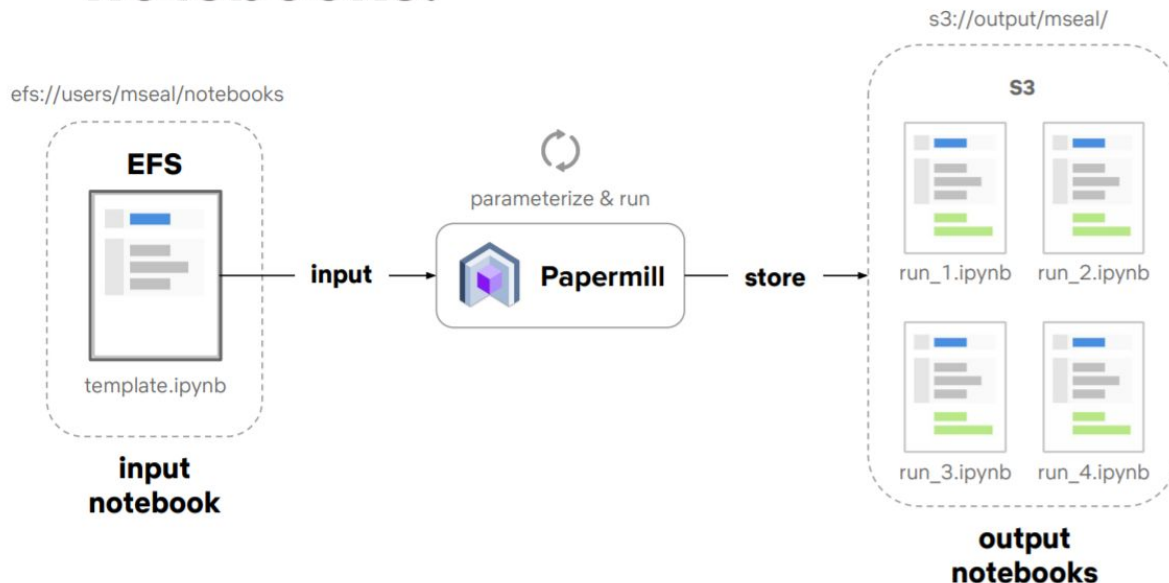 efs://users/mseal/notebooks
EFS
template.ipynb
input
notebook
input
parameterize & run
Papermill
store
s3://output/mseal/
S3
run_1.ipynb run_2.ipynb
run_3.ipynb run_4.ipynb
output
notebooks